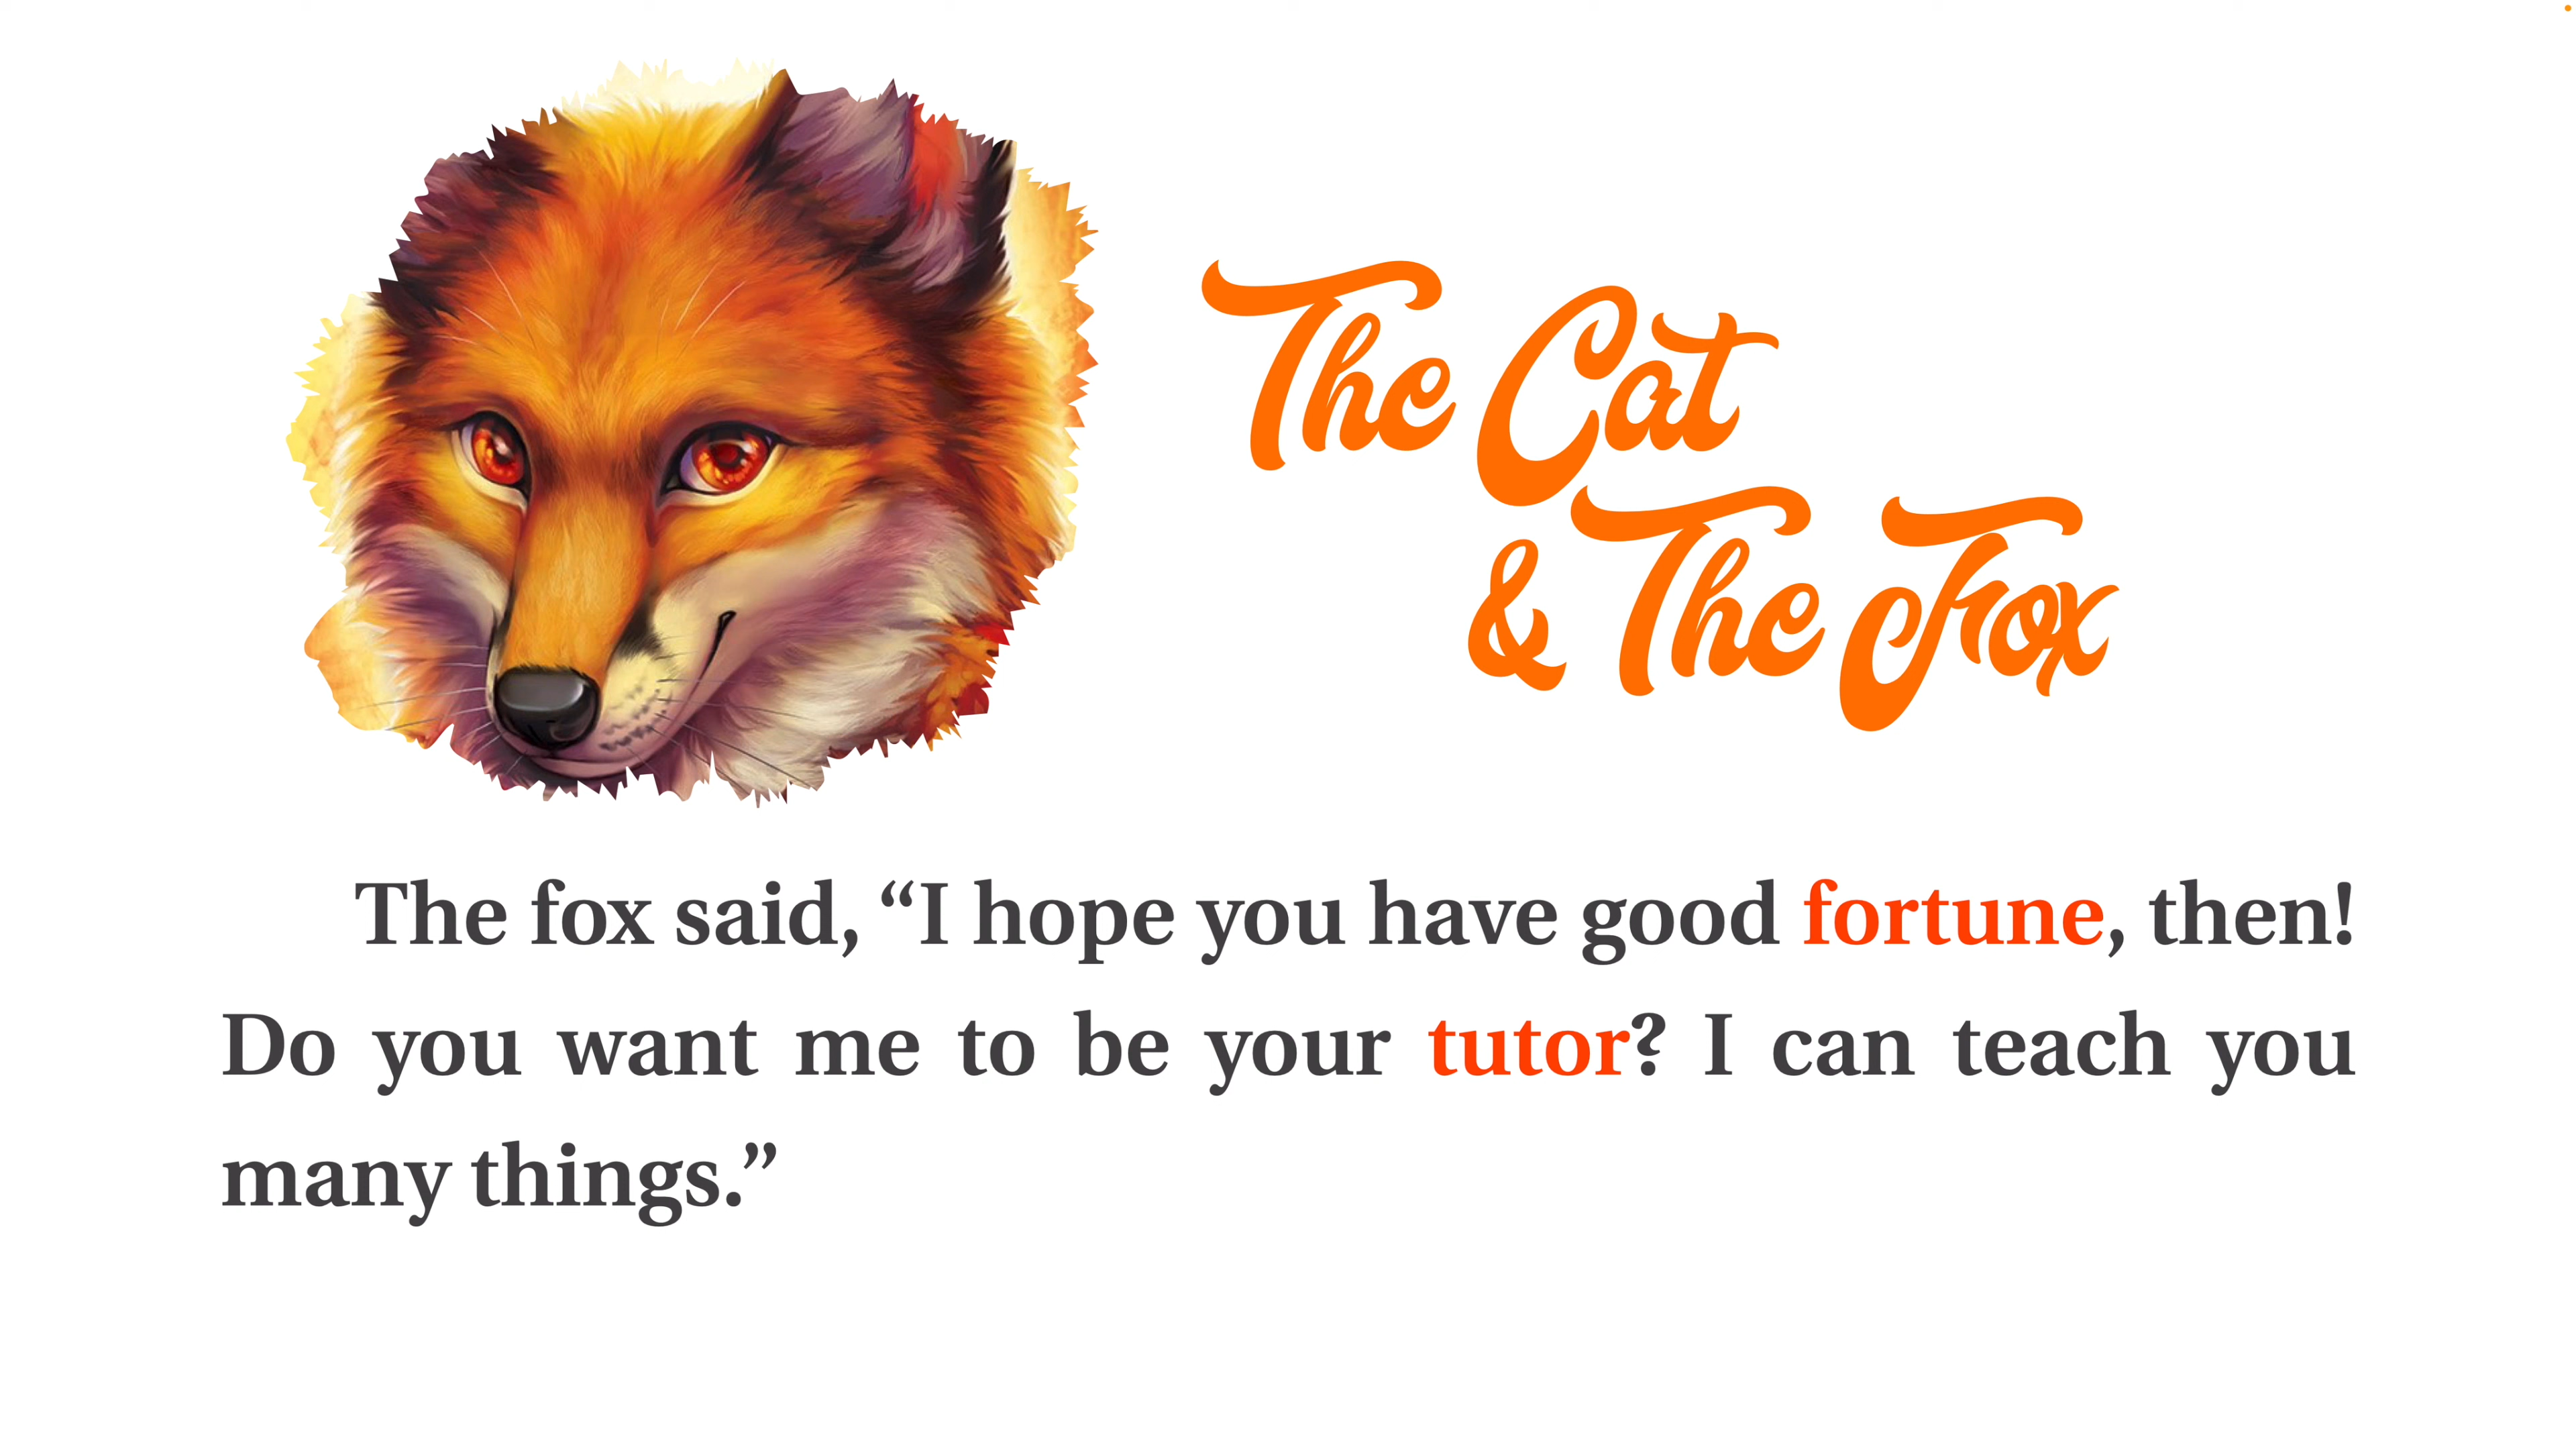 The Cat
& The Fox
The fox said, “I hope you have good fortune, then!
Do you want me to be your tutor? I can teach you
many things.”